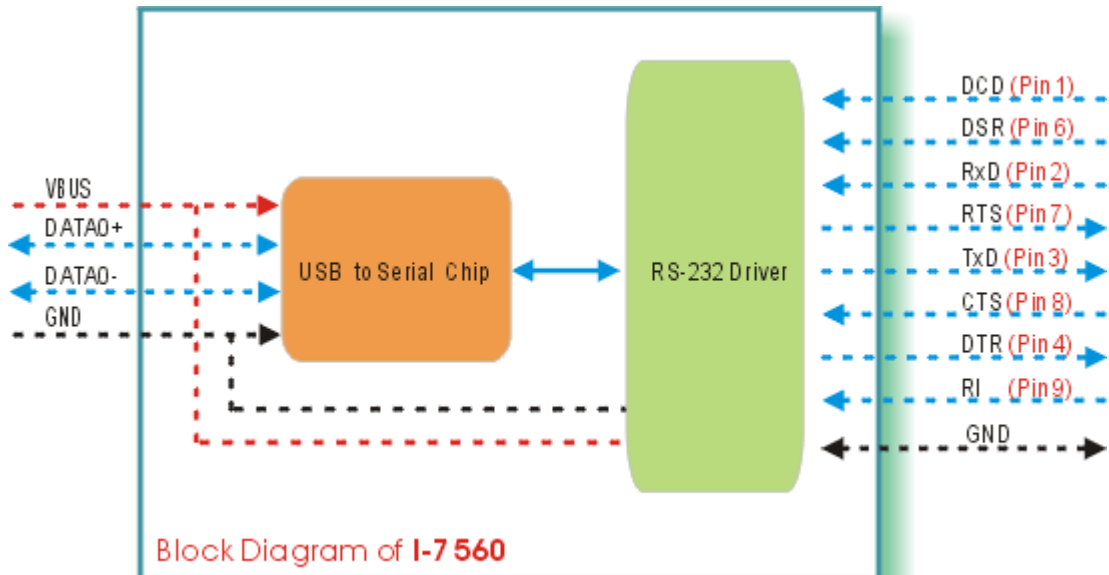 VBUS
DATA0+
DATA0-
GND
USB to Serial Chip
RS-232 Driver
DCD (Pin 1)
DSR (Pin 6)
RxD (Pin 2)
RTS (Pin 7)
TxD (Pin 3)
CTS (Pin 8)
DTR (Pin 4)
RI (Pin 9)
GND
Block Diagram of I-7560